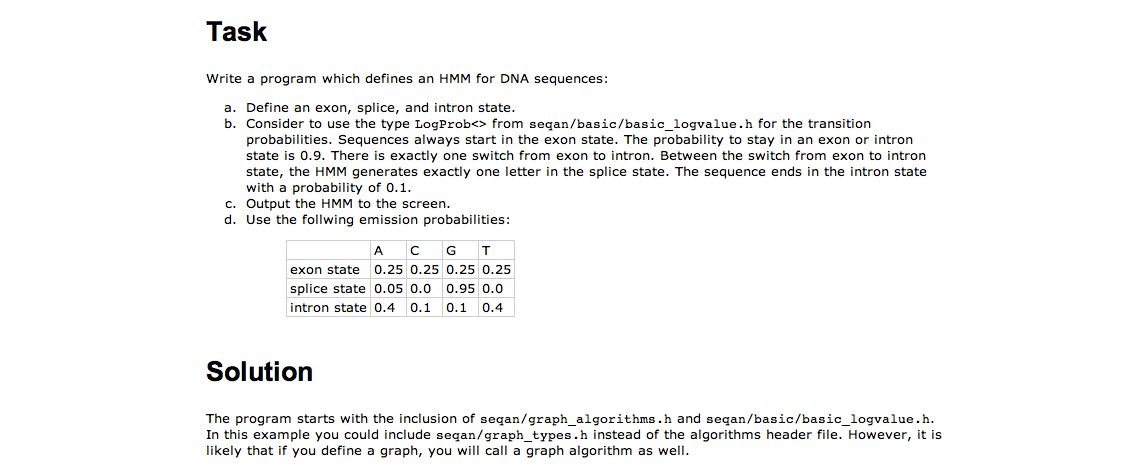 Task
Write a program which defines an HMM for DNA sequences:
a. Define an exon, splice, and intron state.
b. Consider to use the type LogProb<> from seqan/basic/basic_logvalue.h for the transition
probabilities. Sequences always start in the exon state. The probability to stay in an exon or intron
state is 0.9. There is exactly one switch from exon to intron. Between the switch from exon to intron
state, the HMM generates exactly one letter in the splice state. The sequence ends in the intron state
with a probability of 0.1.
c. Output the HMM to the screen.
d. Use the follwing emission probabilities:
A C G T
exon state 0.25 0.25 0.25 0.25
splice state 0.05 0.0 0.95 0.0
intron state 0.4 0.1 0.1 0.4
Solution
The program starts with the inclusion of seqan/graph_algorithms.h and seqan/basic/basic_logvalue.h.
In this example you could include seqan/graph_types.h instead of the algorithms header file. However, it is
likely that if you define a graph, you will call a graph algorithm as well.